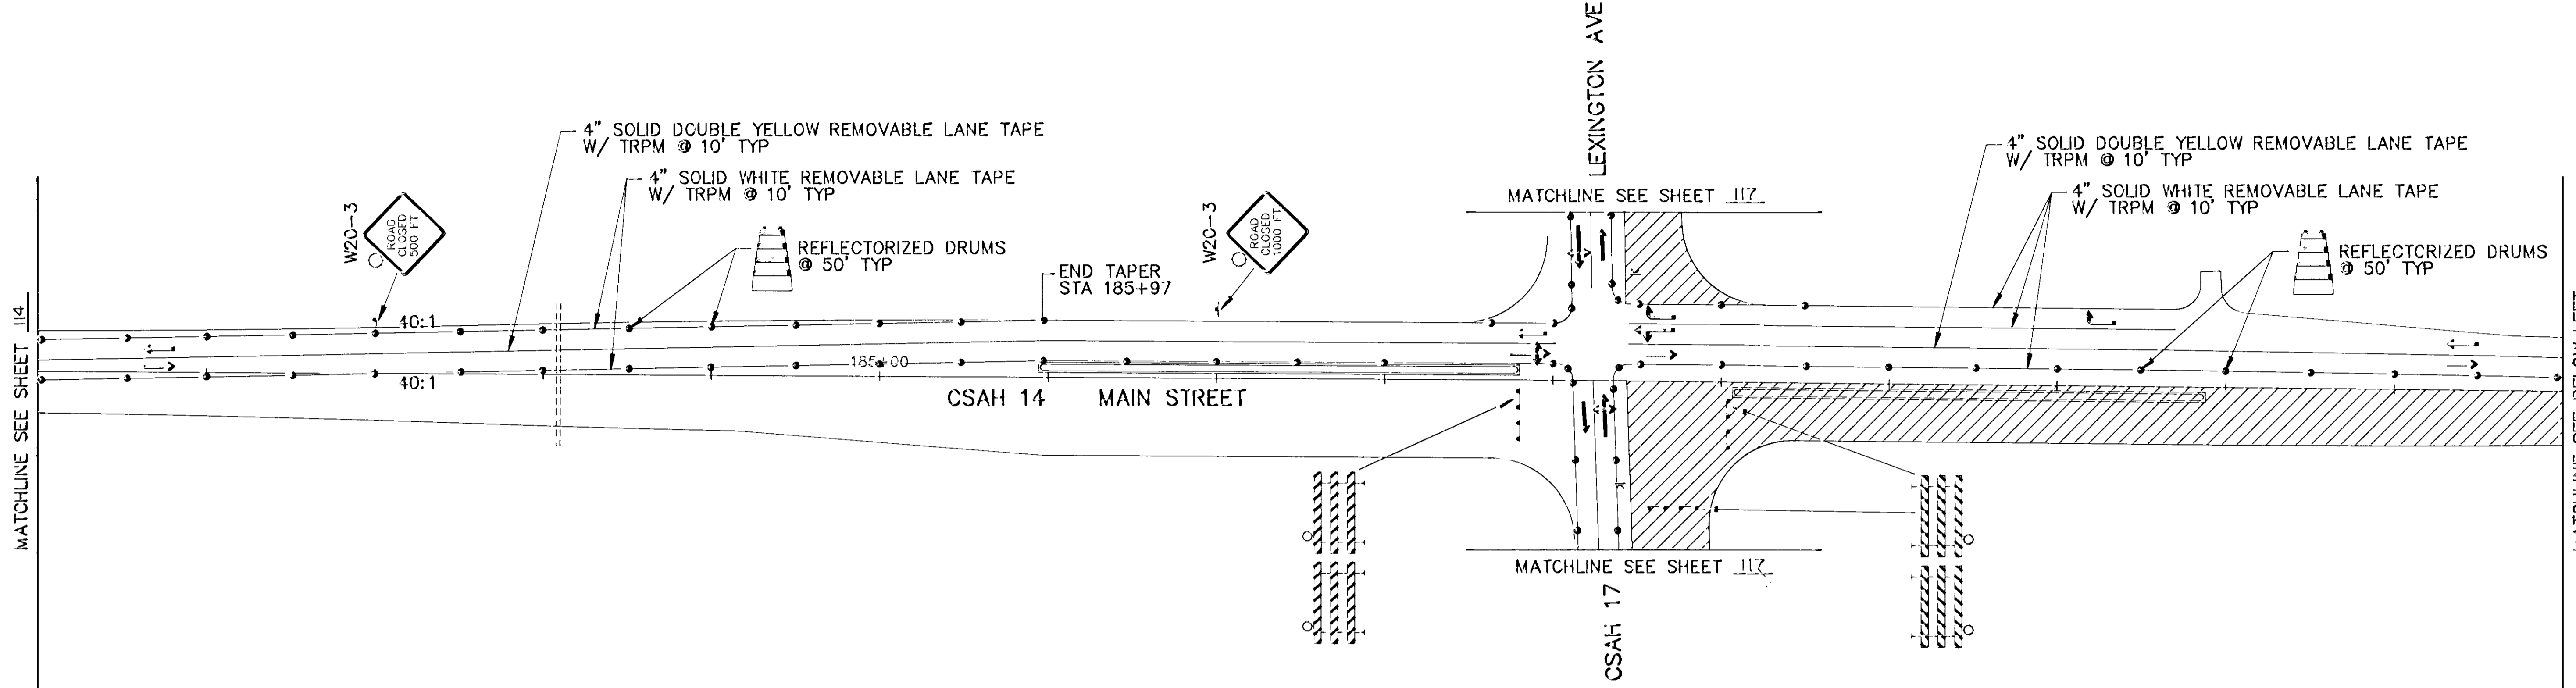 LEXINGTON AVE
4" SOLID DOUBLE YELLOW REMOVABLE LANE TAPE
W/ TRPM @ 10' TYP
4" SOLID WHITE REMOVABLE LANE TAPE
W/ TRPM @ 10' TYP
W20-3
ROAD
CLOSED
500 FT
REFLECTORIZED DRUMS
@ 50' TYP
END TAPER
STA 185+97
W20-3
ROAD
CLOSED
1000 FT
MATCHLINE SEE SHEET 117
4" SOLID DOUBLE YELLOW REMOVABLE LANE TAPE
W/ TRPM @ 10' TYP
4" SOLID WHITE REMOVABLE LANE TAPE
W/ TRPM @ 10' TYP
REFLECTORIZED DRUMS
@ 50' TYP
MATCHLINE SEE SHEET 114
40:1
40:1
185+00
CSAH 14 MAIN STREET
MATCHLINE SEE SHEET 117
CSAH 17